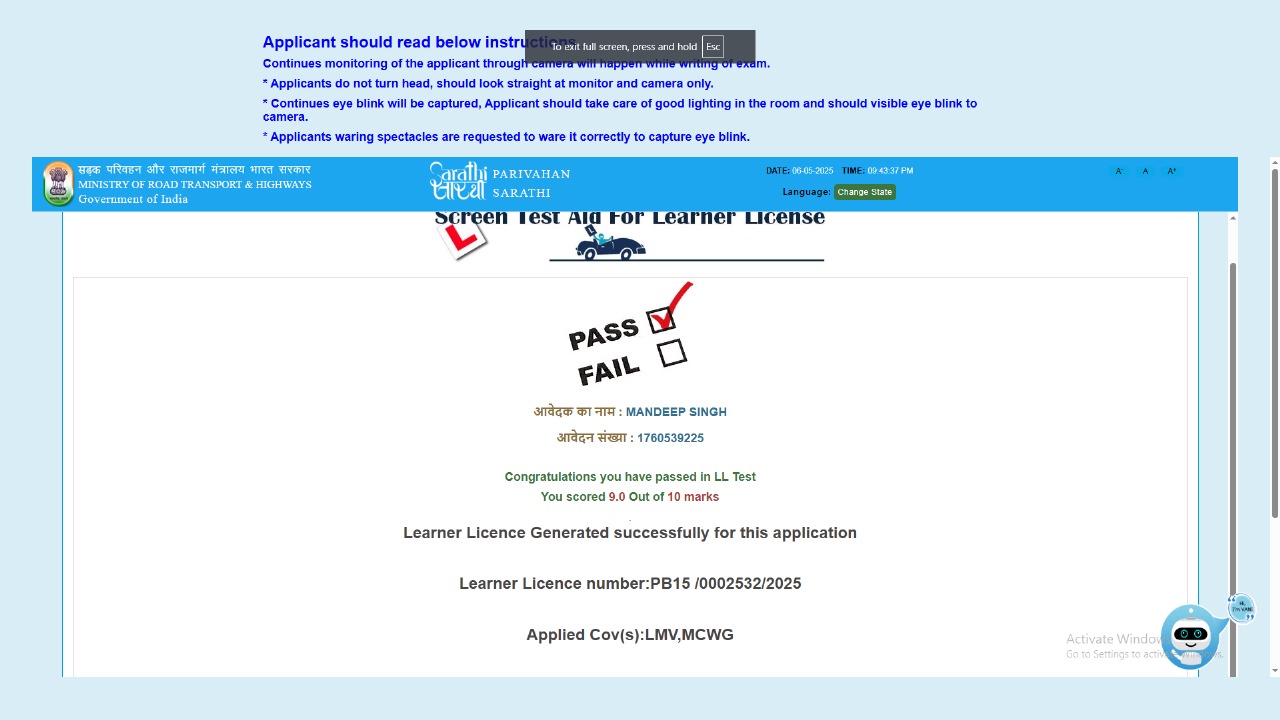 Applicant should read below instructions
To exit full screen, press and hold Esc
Continues monitoring of the applicant through camera will happen while writing of exam.
* Applicants do not turn head, should look straight at monitor and camera only.
* Continues eye blink will be captured, Applicant should take care of good lighting in the room and should visible eye blink to
camera.
* Applicants waring spectacles are requested to ware it correctly to capture eye blink.
सड़क परिवहन और राजमार्ग मंत्रालय भारत सरकार
MINISTRY OF ROAD TRANSPORT & HIGHWAYS
Government of India
Sarathi
सारथी
PARIVAHAN
SARATHI
DATE: 06-05-2025 TIME: 09:43:37 PM
Language: Change State
A- A A+
Screen Test Aid For Learner License
L
PASS
FAIL
आवेदक का नाम : MANDEEP SINGH
आवेदन संख्या : 1760539225
Congratulations you have passed in LL Test
You scored 9.0 Out of 10 marks
.
Learner Licence Generated successfully for this application
Learner Licence number:PB15 /0002532/2025
Applied Cov(s):LMV,MCWG
Hi,
I'm VANI
Activate Window
Go to Settings to activate Windows.